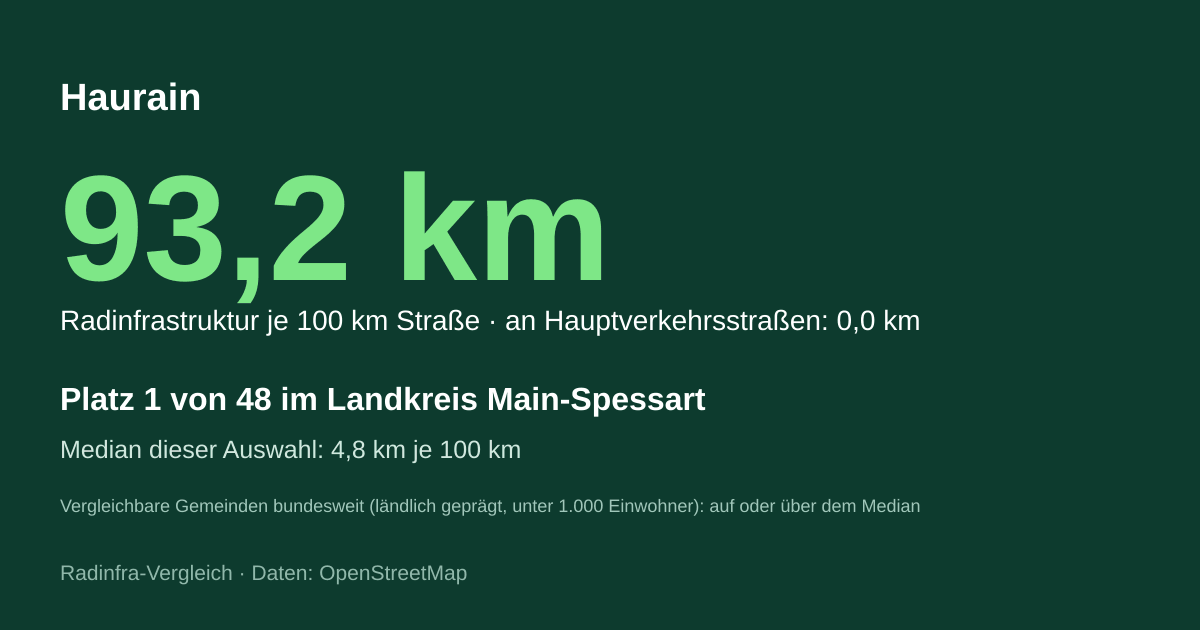 Haurain
93,2 km
Radinfrastruktur je 100 km Straße · an Hauptverkehrsstraßen: 0,0 km
Platz 1 von 48 im Landkreis Main-Spessart
Median dieser Auswahl: 4,8 km je 100 km
Vergleichbare Gemeinden bundesweit (ländlich geprägt, unter 1.000 Einwohner): auf oder über dem Median
Radinfra-Vergleich · Daten: OpenStreetMap